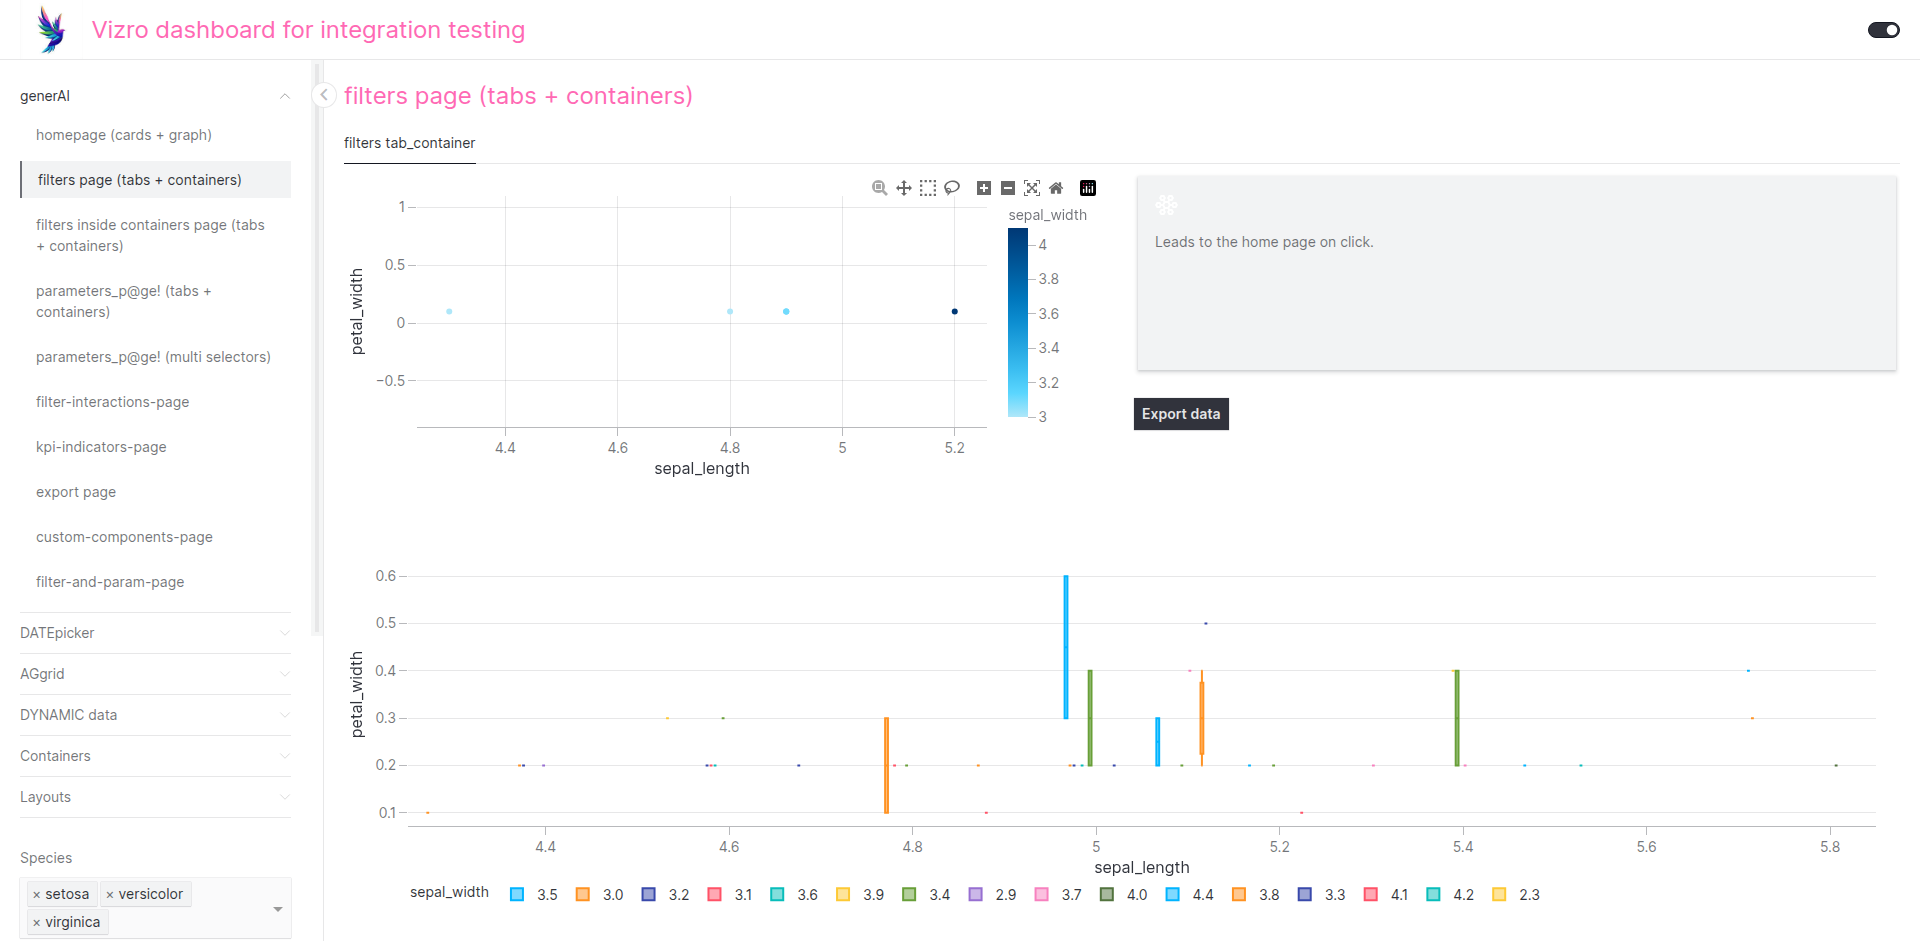 Vizro dashboard for integration testing
generAI
homepage (cards + graph)
filters page (tabs + containers)
filters inside containers page (tabs
+ containers)
parameters_p@ge! (tabs +
containers)
parameters_p@ge! (multi selectors)
filter-interactions-page
kpi-indicators-page
export page
custom-components-page
filter-and-param-page
DATEpicker
AGgrid
DYNAMIC data
Containers
Layouts
Species
× setosa × versicolor
× virginica
filters page (tabs + containers)
filters tab_container
petal_width
1
0.5
0
−0.5
4.4 4.6 4.8 5 5.2
sepal_length
sepal_width
4
3.8
3.6
3.4
3.2
3
Leads to the home page on click.
Export data
petal_width
0.6
0.5
0.4
0.3
0.2
0.1
4.4 4.6 4.8 5 5.2 5.4 5.6 5.8
sepal_length
sepal_width 3.5 3.0 3.2 3.1 3.6 3.9 3.4 2.9 3.7 4.0 4.4 3.8 3.3 4.1 4.2 2.3